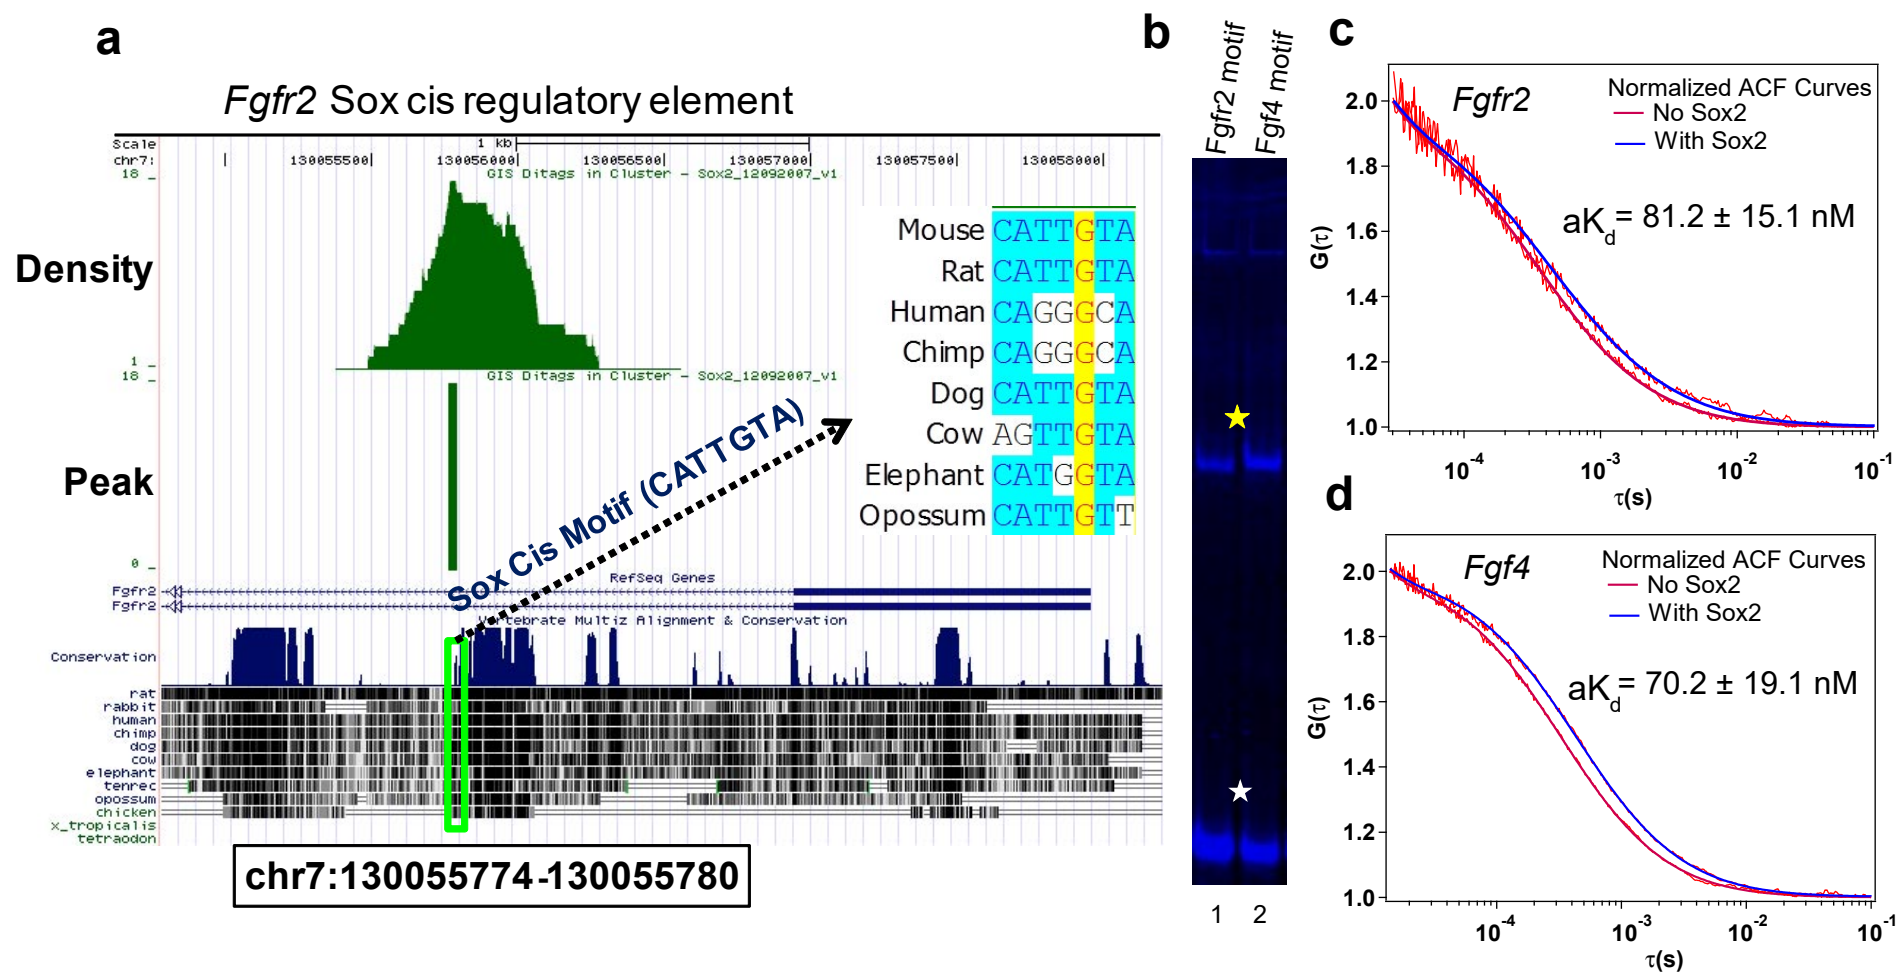 a
Fgfr2 Sox cis regulatory element
Scale
1 kb
chr7:
130055500
130056000
130056500
130057000
130057500
130058000
18 _
GIS Ditags in Cluster - Sox2_12092007_v1
Density
1 _
18 _
GIS Ditags in Cluster - Sox2_12092007_v1
Peak
0 _
Sox Cis Motif (CATTGTA)
Mouse CATTGTA
Rat CATTGTA
Human CAGGGCA
Chimp CAGGGCA
Dog CATTGTA
Cow AGTTGTA
Elephant CATGGTA
Opossum CATTGTT
RefSeq Genes
Fgfr2
Fgfr2
Vertebrate Multiz Alignment & Conservation
Conservation
rat
rabbit
human
chimp
dog
cow
elephant
tenrec
opossum
chicken
x_tropicalis
tetraodon
chr7:130055774-130055780
b
Fgfr2 motif
Fgf4 motif
1 2
c
Fgfr2
Normalized ACF Curves
No Sox2
With Sox2
aKd= 81.2 ± 15.1 nM
G(τ)
2.0
1.8
1.6
1.4
1.2
1.0
10-4 10-3 10-2 10-1
τ(s)
d
Fgf4
Normalized ACF Curves
No Sox2
With Sox2
aKd= 70.2 ± 19.1 nM
G(τ)
2.0
1.8
1.6
1.4
1.2
1.0
10-4 10-3 10-2 10-1
τ(s)